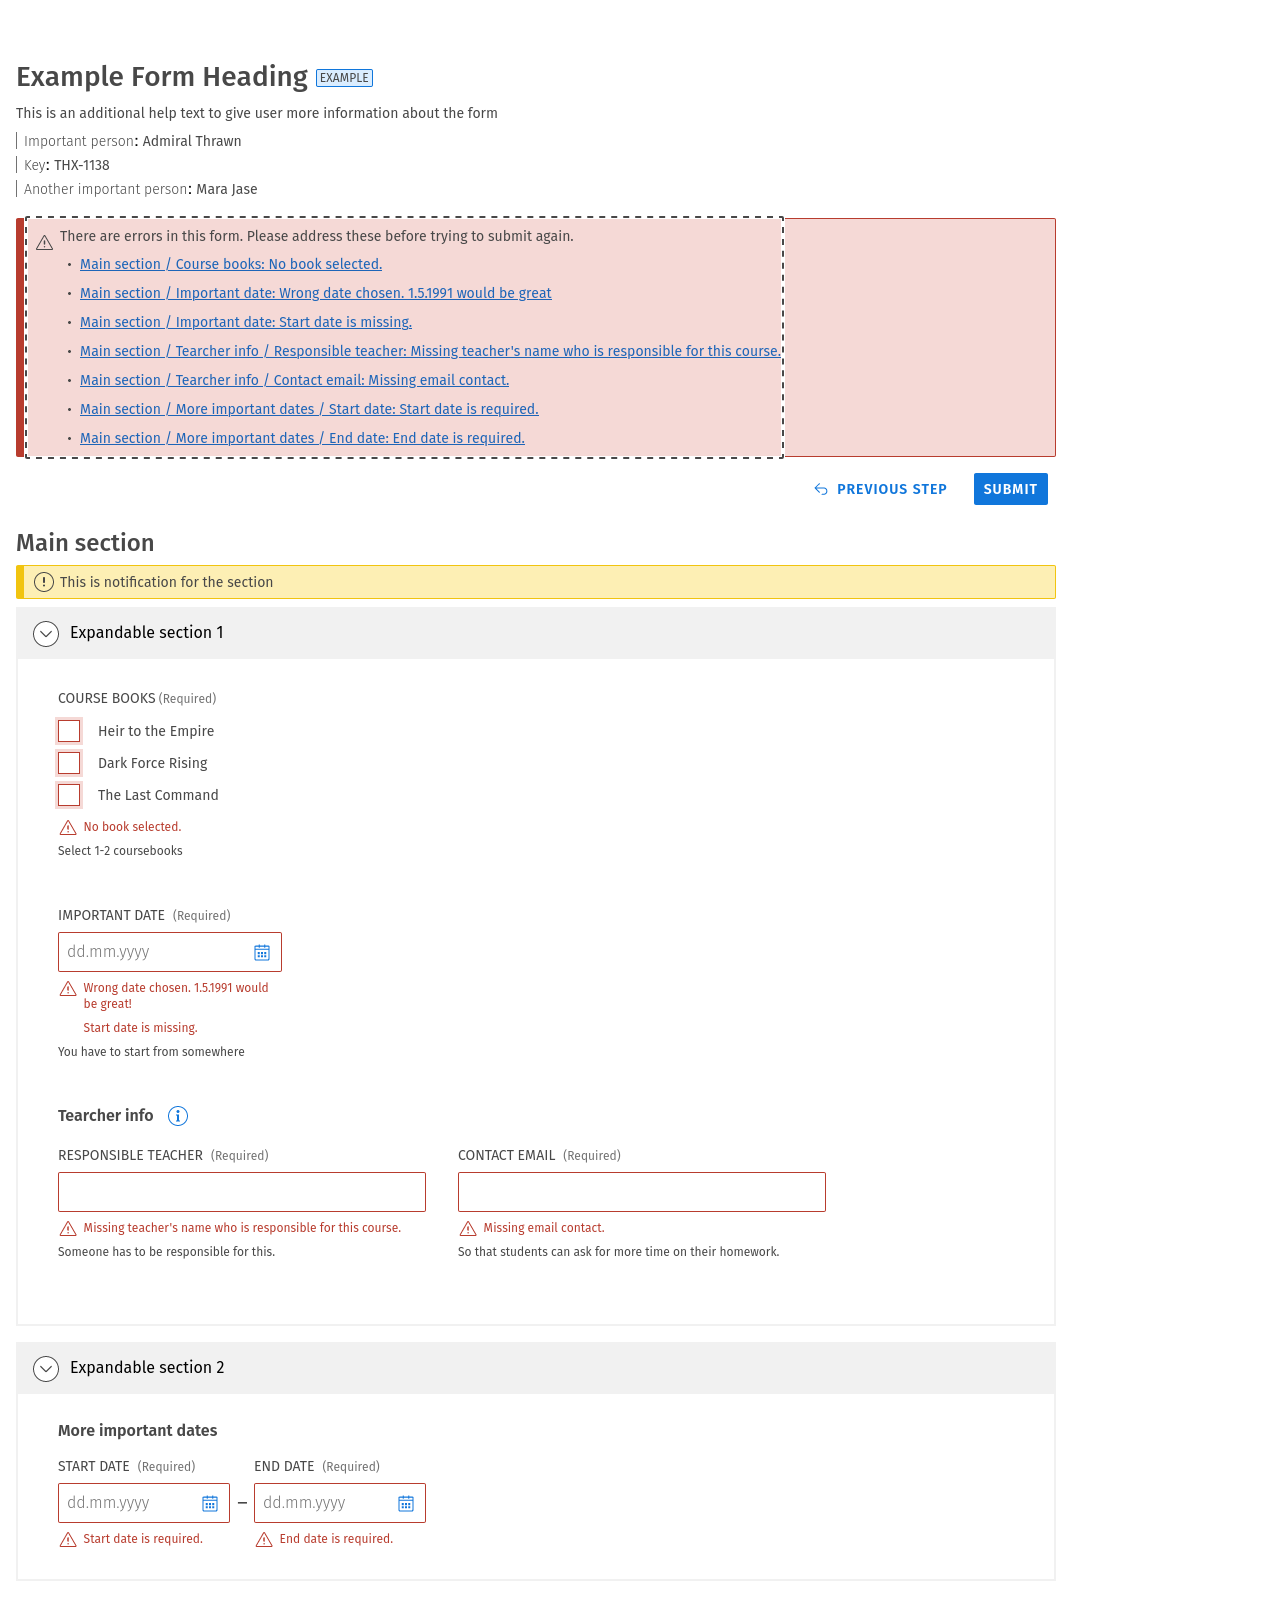 Example Form Heading EXAMPLE
This is an additional help text to give user more information about the form
Important person: Admiral Thrawn
Key: THX-1138
Another important person: Mara Jase
There are errors in this form. Please address these before trying to submit again.
• Main section / Course books: No book selected.
• Main section / Important date: Wrong date chosen. 1.5.1991 would be great
• Main section / Important date: Start date is missing.
• Main section / Tearcher info / Responsible teacher: Missing teacher's name who is responsible for this course.
• Main section / Tearcher info / Contact email: Missing email contact.
• Main section / More important dates / Start date: Start date is required.
• Main section / More important dates / End date: End date is required.
PREVIOUS STEP SUBMIT
Main section
This is notification for the section
Expandable section 1
COURSE BOOKS (Required)
Heir to the Empire
Dark Force Rising
The Last Command
No book selected.
Select 1-2 coursebooks
IMPORTANT DATE (Required)
dd.mm.yyyy
Wrong date chosen. 1.5.1991 would
be great!
Start date is missing.
You have to start from somewhere
Tearcher info
RESPONSIBLE TEACHER (Required) CONTACT EMAIL (Required)
Missing teacher's name who is responsible for this course. Missing email contact.
Someone has to be responsible for this. So that students can ask for more time on their homework.
Expandable section 2
More important dates
START DATE (Required) END DATE (Required)
dd.mm.yyyy – dd.mm.yyyy
Start date is required. End date is required.